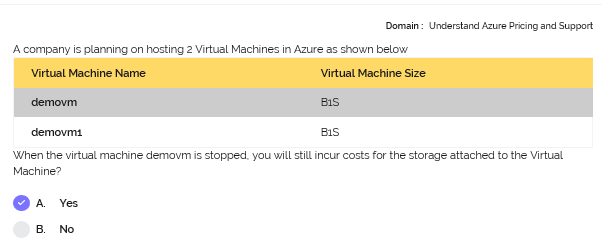 Domain : Understand Azure Pricing and Support
A company is planning on hosting 2 Virtual Machines in Azure as shown below
Virtual Machine Name Virtual Machine Size
demovm B1S
demovm1 B1S
When the virtual machine demovm is stopped, you will still incur costs for the storage attached to the Virtual
Machine?
A. Yes
B. No